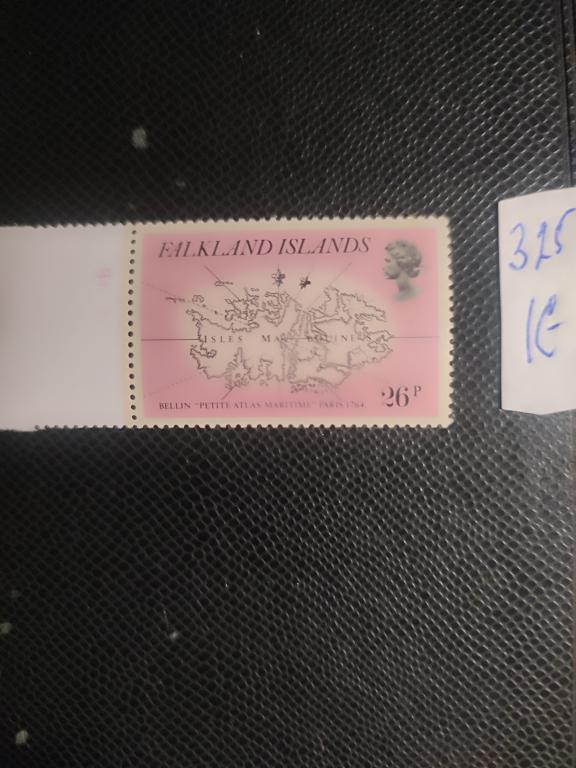 FALKLAND ISLANDS
ISLES MALOUINES
BELLIN "PETITE ATLAS MARITIME" PARIS 1764
26P
325
1€